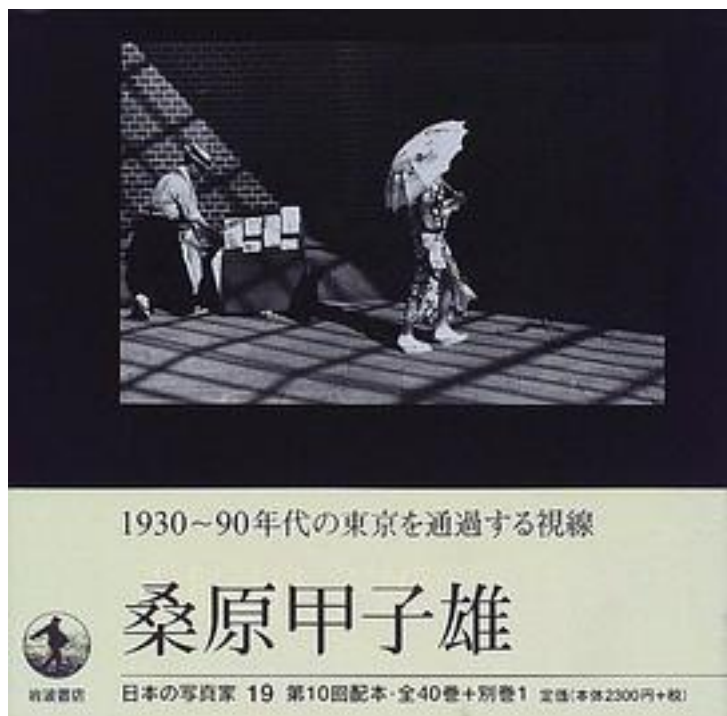 1930～90年代の東京を通過する視線
桑原甲子雄
岩波書店
日本の写真家 19 第10回配本・全40巻+別巻1 定価(本体2300円+税)